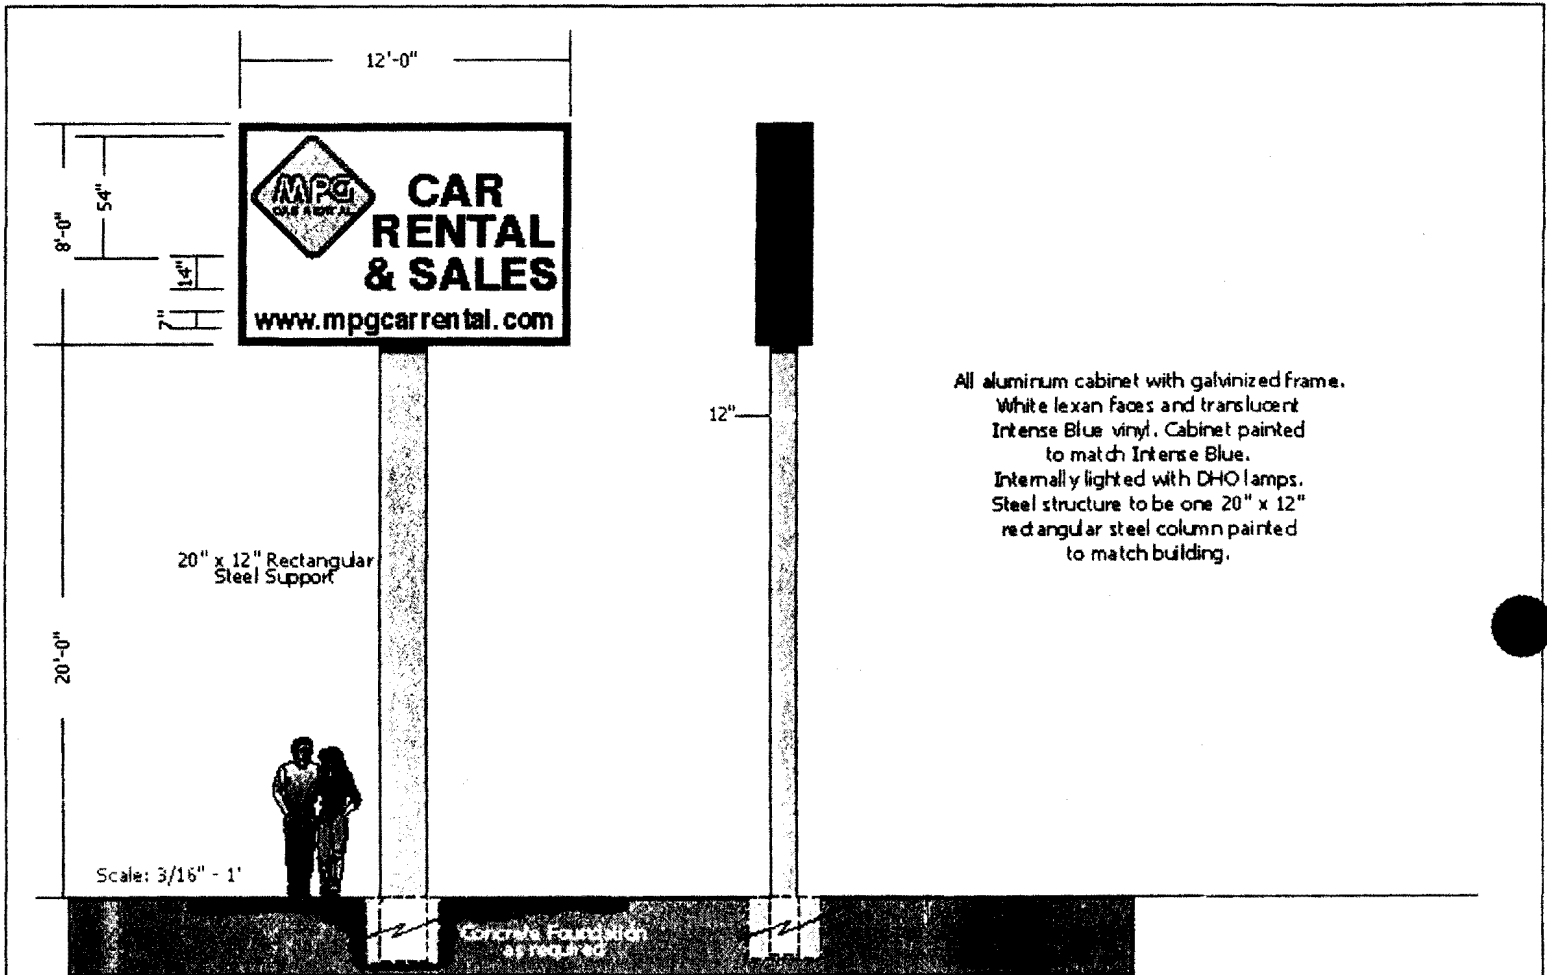 12'-0"
8'-0"
54"
14"
7"
MPG
CAR RENTAL
CAR
RENTAL
& SALES
www.mpgcarrental.com
12"
All aluminum cabinet with galvinized frame.
White lexan faces and translucent
Intense Blue vinyl. Cabinet painted
to match Intense Blue.
Internally lighted with DHO lamps.
Steel structure to be one 20" x 12"
rectangular steel column painted
to match building.
20" x 12" Rectangular
Steel Support
20'-0"
Scale: 3/16" - 1'
Concrete Foundation
as required